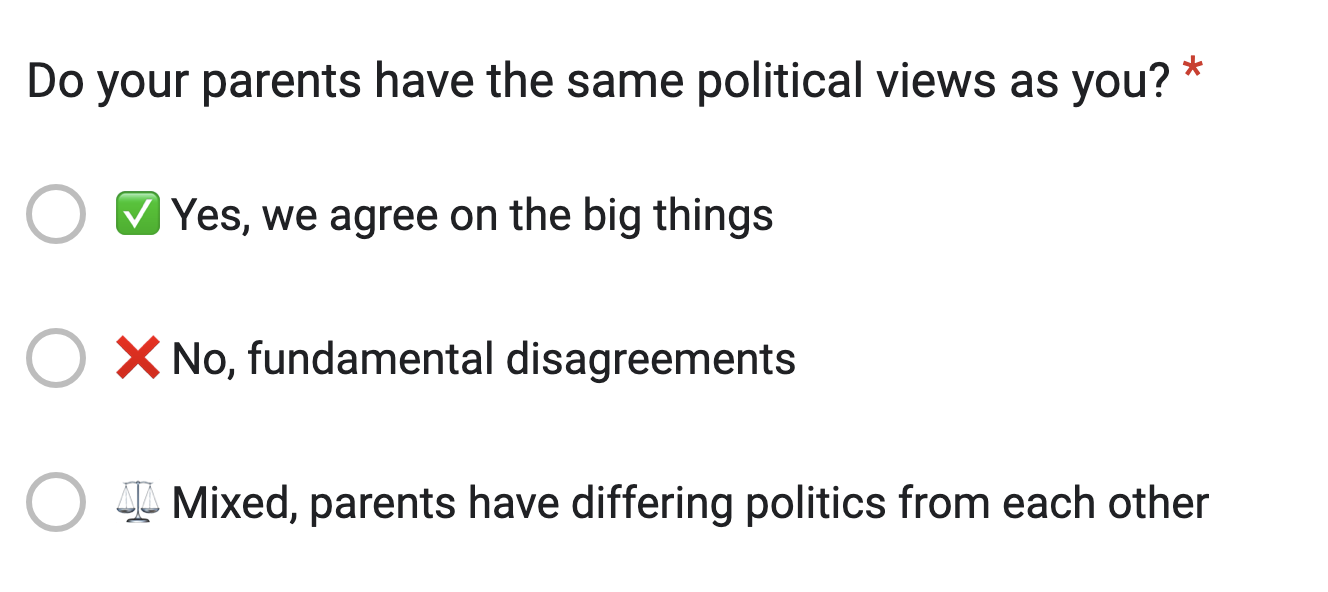 Do your parents have the same political views as you? *
✅ Yes, we agree on the big things
❌ No, fundamental disagreements
⚖️ Mixed, parents have differing politics from each other